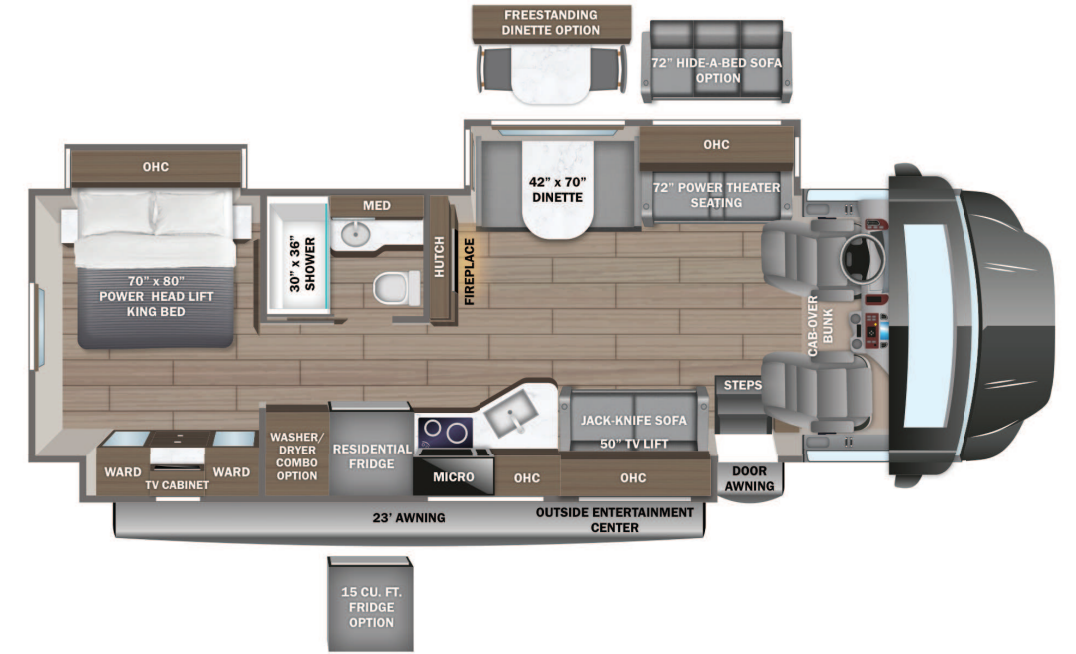 FREESTANDING
DINETTE OPTION
72” HIDE-A-BED SOFA
OPTION
OHC
OHC
42” x 70”
DINETTE
72” POWER THEATER
SEATING
MED
30” x 36”
SHOWER
HUTCH
FIREPLACE
70” x 80”
POWER HEAD LIFT
KING BED
CAB-OVER
BUNK
STEPS
JACK-KNIFE SOFA
50” TV LIFT
WASHER/
DRYER
COMBO
OPTION
RESIDENTIAL
FRIDGE
WARD
WARD
TV CABINET
MICRO
OHC
OHC
DOOR
AWNING
23’ AWNING
OUTSIDE ENTERTAINMENT
CENTER
15 CU. FT.
FRIDGE
OPTION